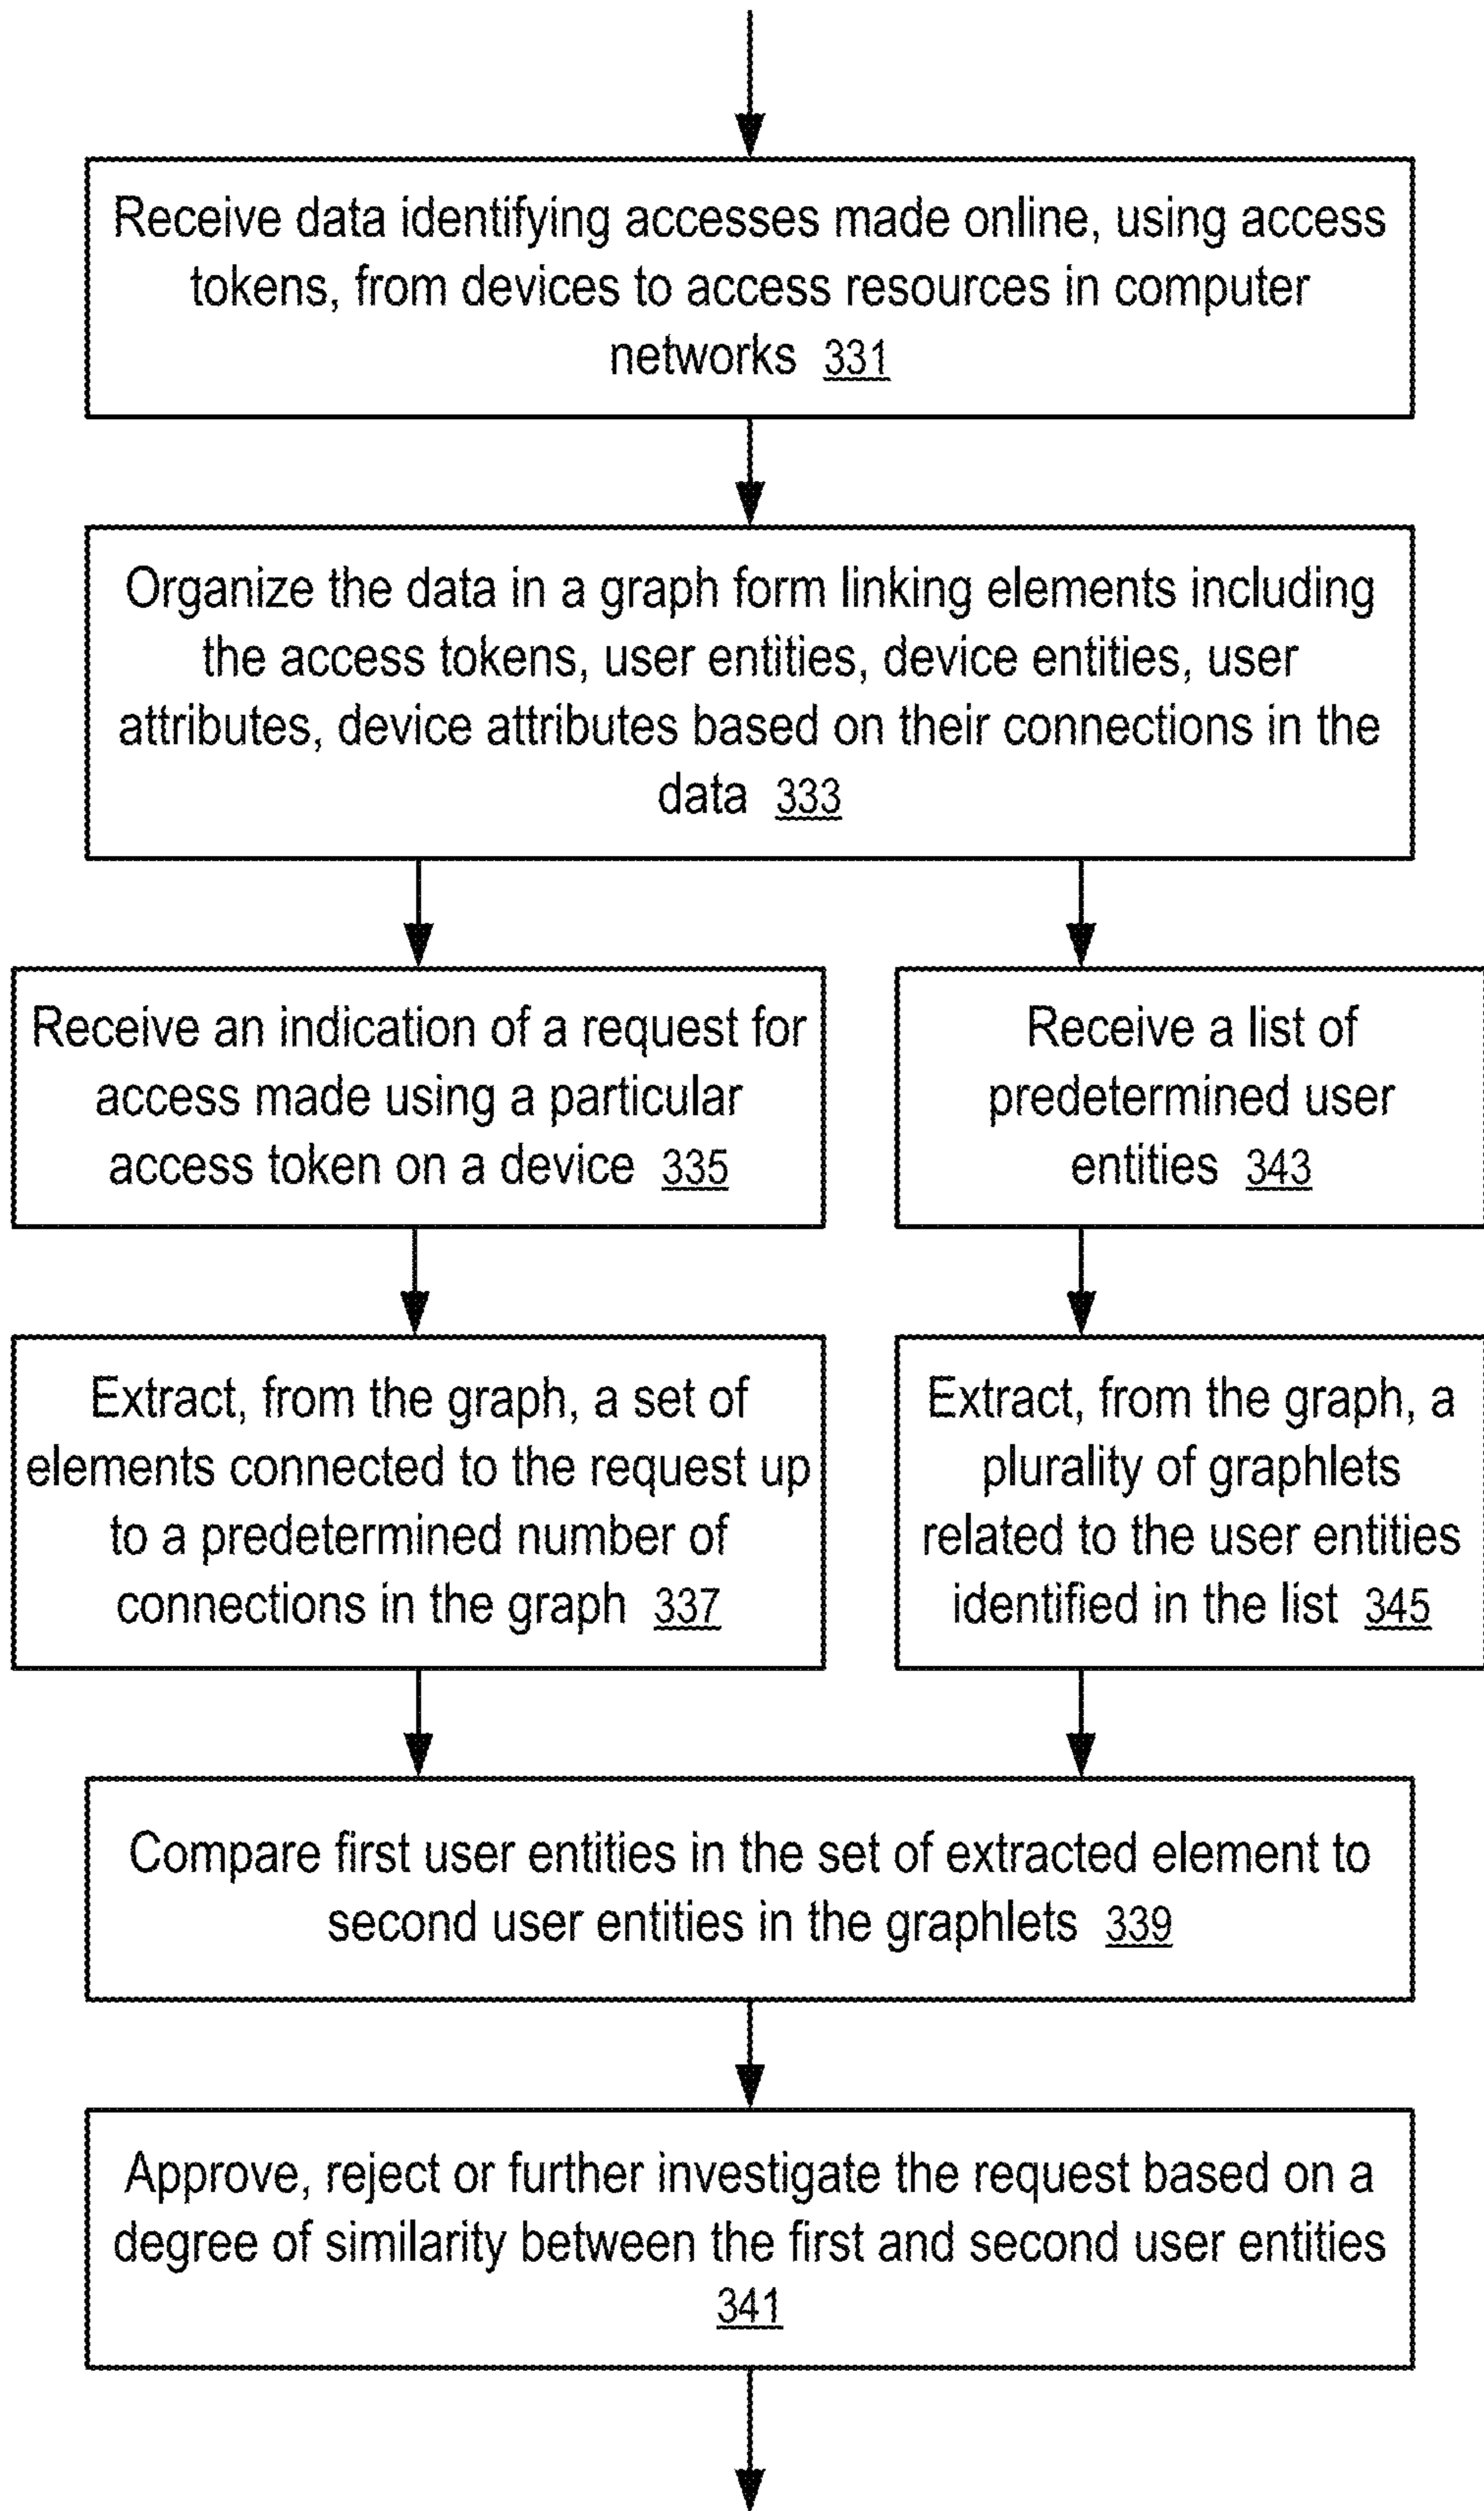 Receive data identifying accesses made online, using access
tokens, from devices to access resources in computer
networks 331
Organize the data in a graph form linking elements including
the access tokens, user entities, device entities, user
attributes, device attributes based on their connections in the
data 333
Receive an indication of a request for
access made using a particular
access token on a device 335
Receive a list of
predetermined user
entities 343
Extract, from the graph, a set of
elements connected to the request up
to a predetermined number of
connections in the graph 337
Extract, from the graph, a
plurality of graphlets
related to the user entities
identified in the list 345
Compare first user entities in the set of extracted element to
second user entities in the graphlets 339
Approve, reject or further investigate the request based on a
degree of similarity between the first and second user entities
341